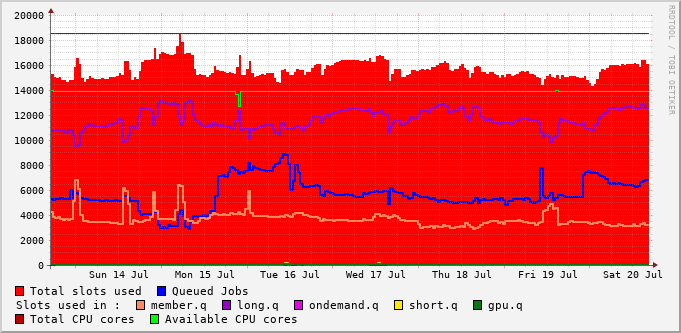 20000
18000
16000
14000
12000
10000
8000
6000
4000
2000
0
Sun 14 Jul Mon 15 Jul Tue 16 Jul Wed 17 Jul Thu 18 Jul Fri 19 Jul Sat 20 Jul
RRDTOOL / TOBI OETIKER
Total slots used Queued Jobs
Slots used in : member.q long.q ondemand.q short.q gpu.q
Total CPU cores Available CPU cores